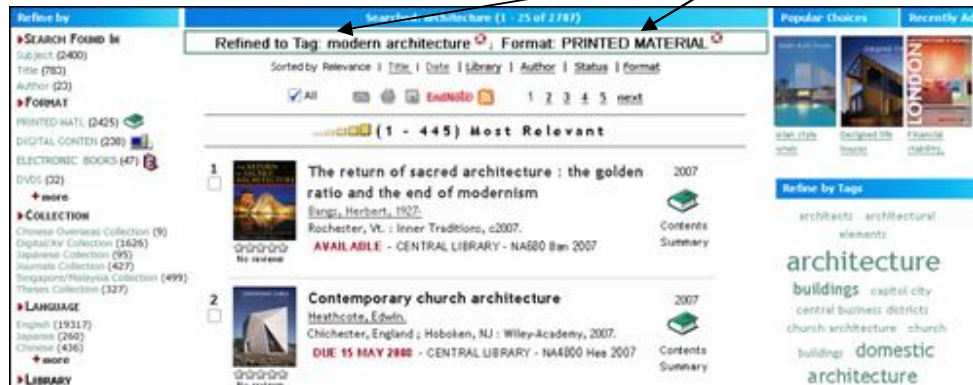 Refine by
▸SEARCH FOUND IN
Subject (2400)
Title (783)
Author (23)
▸FORMAT
PRINTED MATL (2425)
DIGITAL CONTEN (238)
ELECTRONIC BOOKS (47)
DVDS (32)
+more
▸COLLECTION
Chinese Overseas Collection (9)
Digital/AV Collection (1626)
Japanese Collection (95)
Journals Collection (427)
Singapore/Malaysia Collection (499)
Theses Collection (327)
▸LANGUAGE
English (19317)
Japanese (260)
Chinese (436)
+more
▸LIBRARY
architecture (1 - 25 of 2787)
Refined to Tag: modern architecture ; Format: PRINTED MATERIAL
Sorted by Relevance | Title | Date | Library | Author | Status | Format
All EndNote 1 2 3 4 5 next
(1 - 445) Most Relevant
1
The return of sacred architecture : the golden
ratio and the end of modernism
Bangs, Herbert, 1927-
Rochester, Vt. : Inner Traditions, c2007.
AVAILABLE - CENTRAL LIBRARY - NA680 Ban 2007
No reviews
2007
Contents
Summary
2
Contemporary church architecture
Heathcote, Edwin.
Chichester, England ; Hoboken, NJ : Wiley-Academy, 2007.
DUE 15 MAY 2008 - CENTRAL LIBRARY - NA4800 Hea 2007
No reviews
2007
Contents
Summary
Popular Choices
Recently Ad
LONDON
Designed life
houses
Financial
stability,
Refine by Tags
architects architectural
elements
architecture
buildings capitol city
central business districts
church architecture church
buildings domestic
architecture